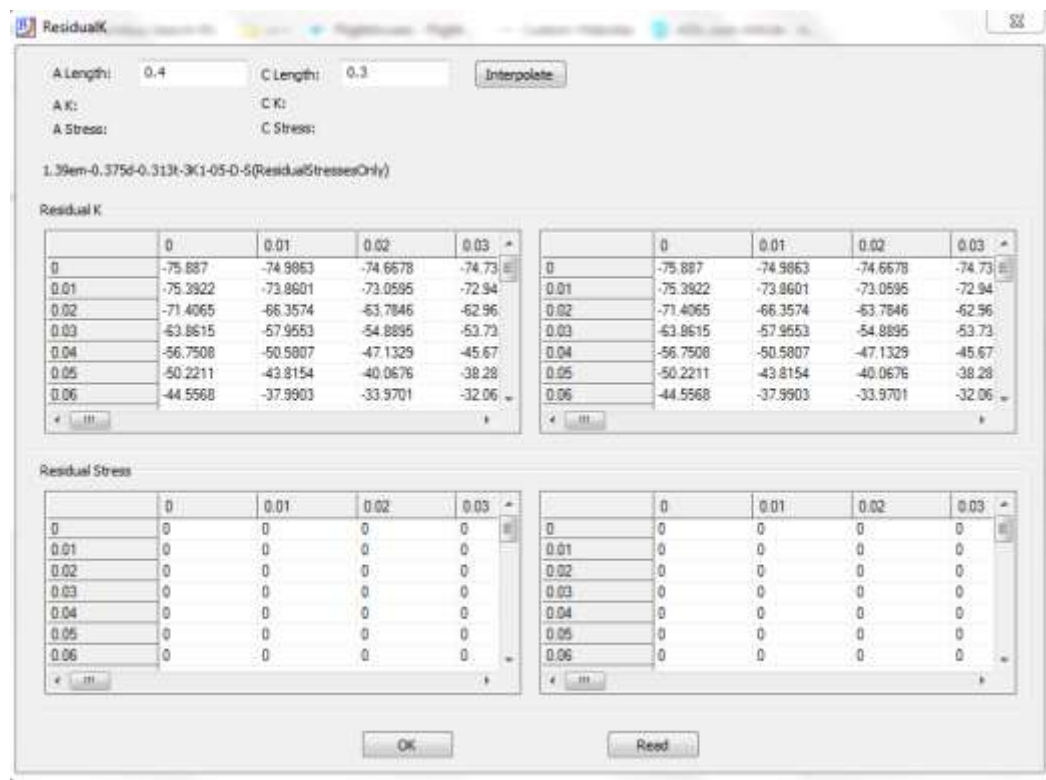 ResidualK
A Length: 0.4 C Length: 0.3 Interpolate
A K: C K:
A Stress: C Stress:
1.39em-0.375d-0.313t-3K1-05-D-S(ResidualStressesOnly)
Residual K
0 0.01 0.02 0.03 0 0.01 0.02 0.03
0 -75.887 -74.9863 -74.6678 -74.73 0 -75.887 -74.9863 -74.6678 -74.73
0.01 -75.3922 -73.8601 -73.0595 -72.94 0.01 -75.3922 -73.8601 -73.0595 -72.94
0.02 -71.4065 -66.3574 -63.7846 -62.96 0.02 -71.4065 -66.3574 -63.7846 -62.96
0.03 -63.8615 -57.9553 -54.8895 -53.73 0.03 -63.8615 -57.9553 -54.8895 -53.73
0.04 -56.7508 -50.5807 -47.1329 -45.67 0.04 -56.7508 -50.5807 -47.1329 -45.67
0.05 -50.2211 -43.8154 -40.0676 -38.28 0.05 -50.2211 -43.8154 -40.0676 -38.28
0.06 -44.5568 -37.9903 -33.9701 -32.06 0.06 -44.5568 -37.9903 -33.9701 -32.06
Residual Stress
0 0.01 0.02 0.03 0 0.01 0.02 0.03
0 0 0 0 0 0 0 0 0 0
0.01 0 0 0 0 0.01 0 0 0 0
0.02 0 0 0 0 0.02 0 0 0 0
0.03 0 0 0 0 0.03 0 0 0 0
0.04 0 0 0 0 0.04 0 0 0 0
0.05 0 0 0 0 0.05 0 0 0 0
0.06 0 0 0 0 0.06 0 0 0 0
OK Read